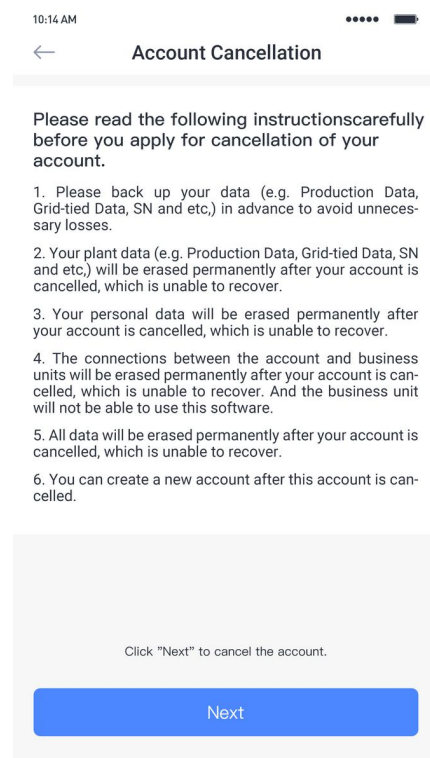 10:14 AM
Account Cancellation
Please read the following instructionscarefully
before you apply for cancellation of your
account.
1. Please back up your data (e.g. Production Data,
Grid-tied Data, SN and etc,) in advance to avoid unneces-
sary losses.
2. Your plant data (e.g. Production Data, Grid-tied Data, SN
and etc,) will be erased permanently after your account is
cancelled, which is unable to recover.
3. Your personal data will be erased permanently after
your account is cancelled, which is unable to recover.
4. The connections between the account and business
units will be erased permanently after your account is can-
celled, which is unable to recover. And the business unit
will not be able to use this software.
5. All data will be erased permanently after your account is
cancelled, which is unable to recover.
6. You can create a new account after this account is can-
celled.
Click ”Next” to cancel the account.
Next